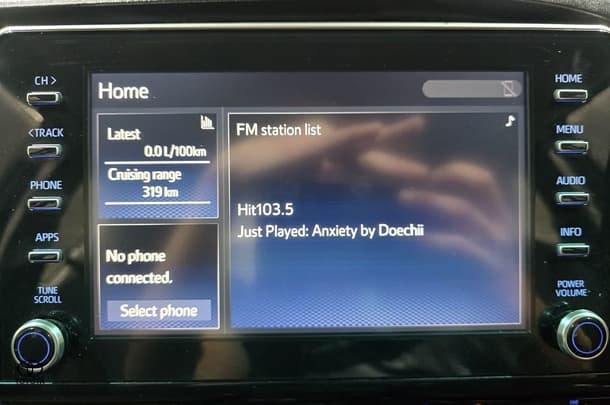 Home
Latest
0.0 L/100km
Cruising range
319 km
No phone
connected.
Select phone
FM station list
Hit103.5
Just Played: Anxiety by Doechii
CH >
<TRACK
PHONE
APPS
TUNE
SCROLL
HOME
MENU
AUDIO
INFO
POWER
VOLUME